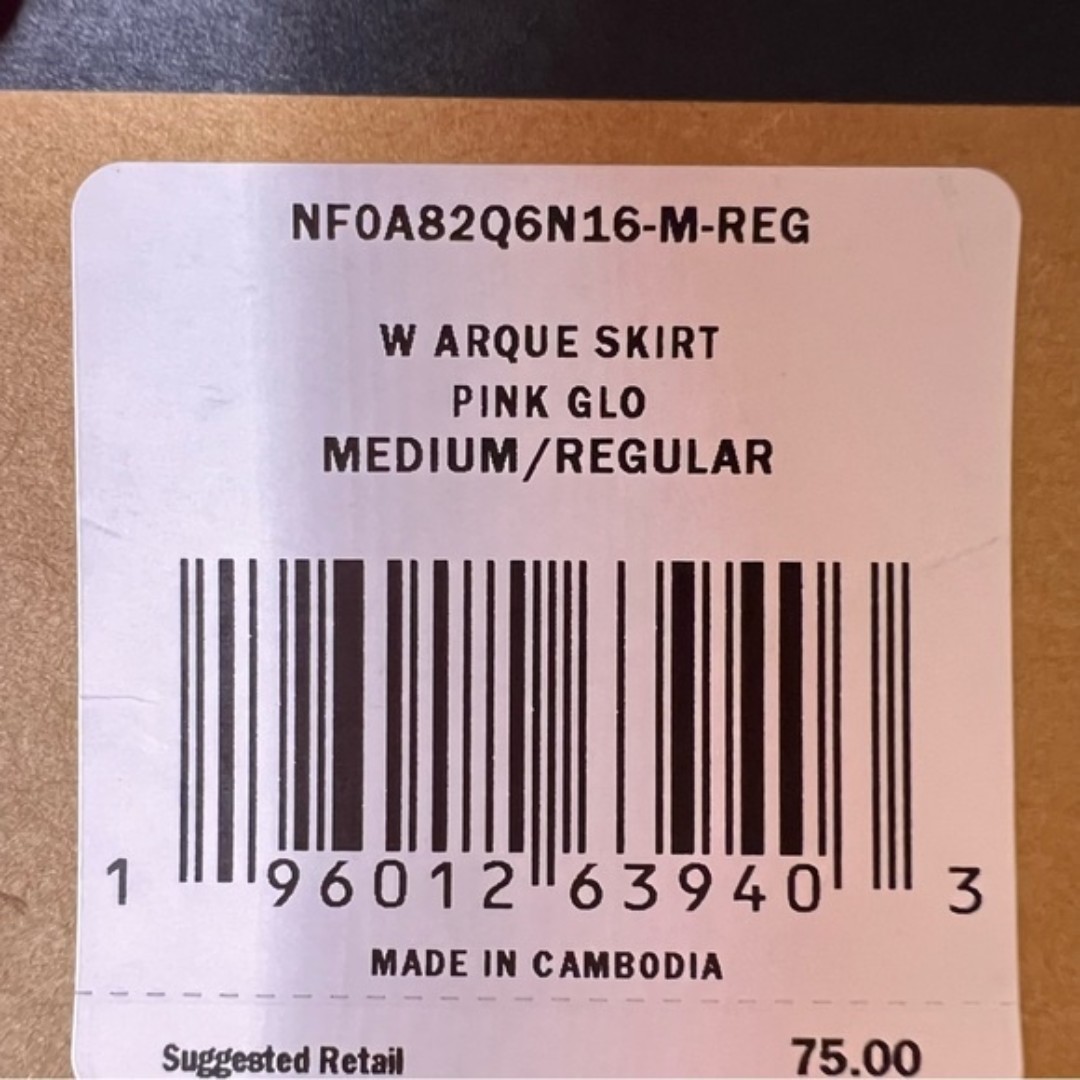 NF0A82Q6N16-M-REG
W ARQUE SKIRT
PINK GLO
MEDIUM/REGULAR
1 96012 63940 3
MADE IN CAMBODIA
Suggested Retail 75.00